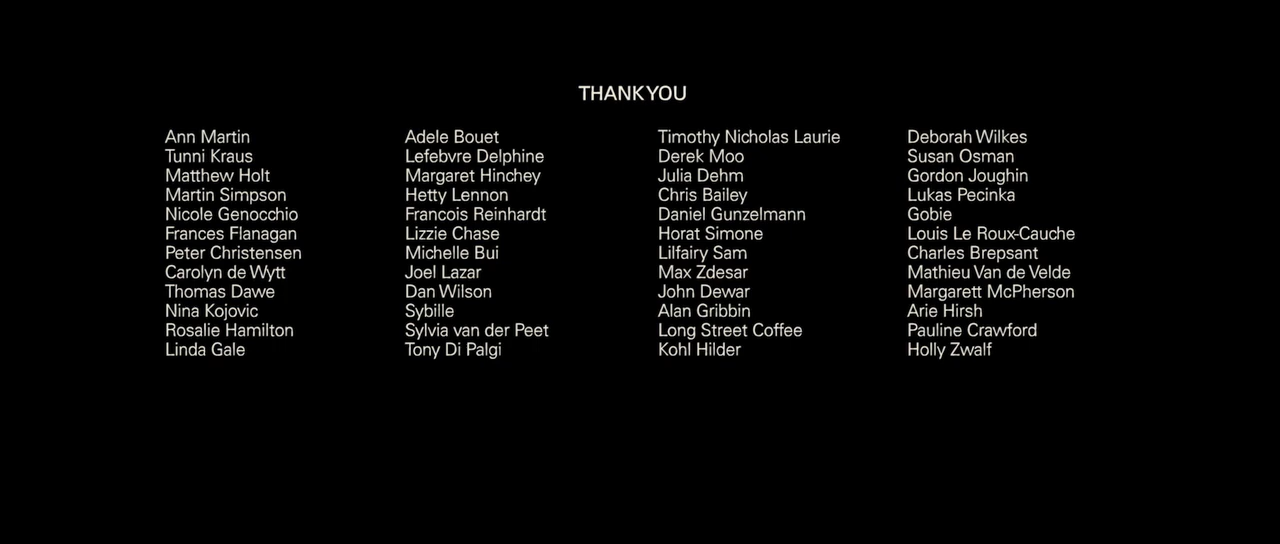 THANK YOU
Ann Martin
Tunni Kraus
Matthew Holt
Martin Simpson
Nicole Genocchio
Frances Flanagan
Peter Christensen
Carolyn de Wytt
Thomas Dawe
Nina Kojovic
Rosalie Hamilton
Linda Gale
Adele Bouet
Lefebvre Delphine
Margaret Hinchey
Hetty Lennon
Francois Reinhardt
Lizzie Chase
Michelle Bui
Joel Lazar
Dan Wilson
Sybille
Sylvia van der Peet
Tony Di Palgi
Timothy Nicholas Laurie
Derek Moo
Julia Dehm
Chris Bailey
Daniel Gunzelmann
Horat Simone
Lilfairy Sam
Max Zdesar
John Dewar
Alan Gribbin
Long Street Coffee
Kohl Hilder
Deborah Wilkes
Susan Osman
Gordon Joughin
Lukas Pecinka
Gobie
Louis Le Roux-Cauche
Charles Brepsant
Mathieu Van de Velde
Margarett McPherson
Arie Hirsh
Pauline Crawford
Holly Zwalf